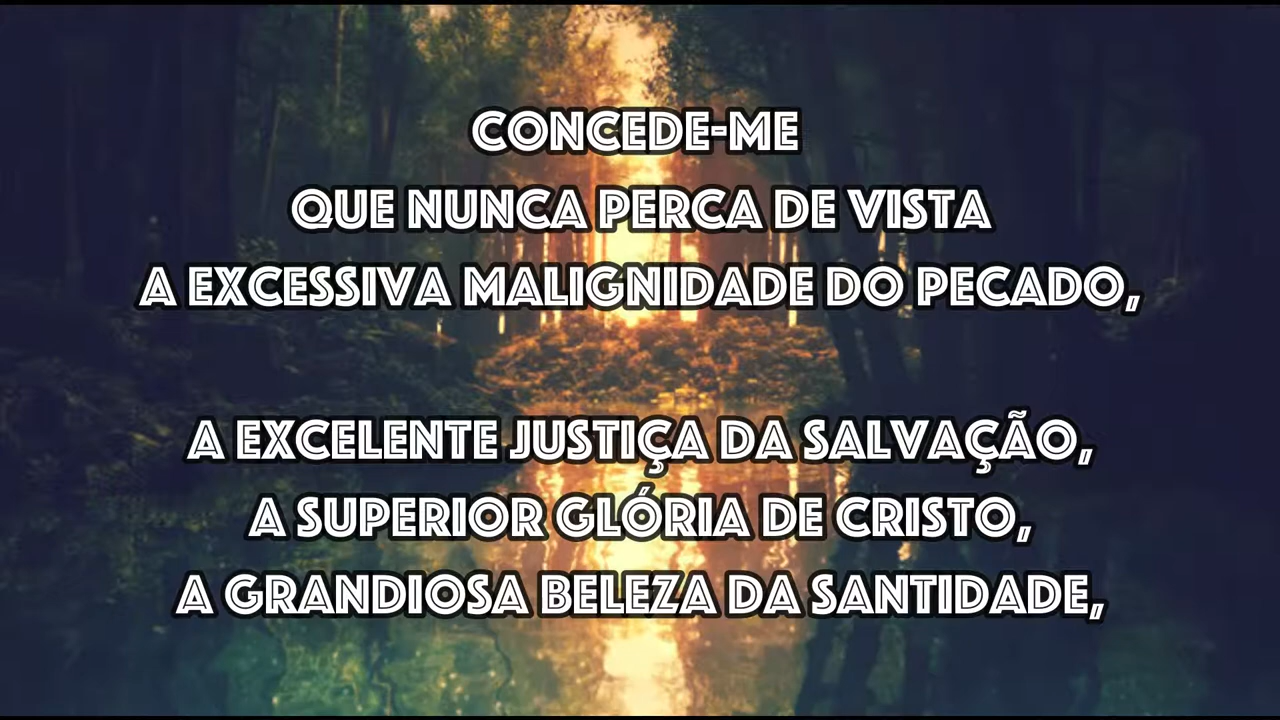 CONCEDE-ME
QUE NUNCA PERCA DE VISTA
A EXCESSIVA MALIGNIDADE DO PECADO,
A EXCELENTE JUSTIÇA DA SALVAÇÃO,
A SUPERIOR GLÓRIA DE CRISTO,
A GRANDIOSA BELEZA DA SANTIDADE,